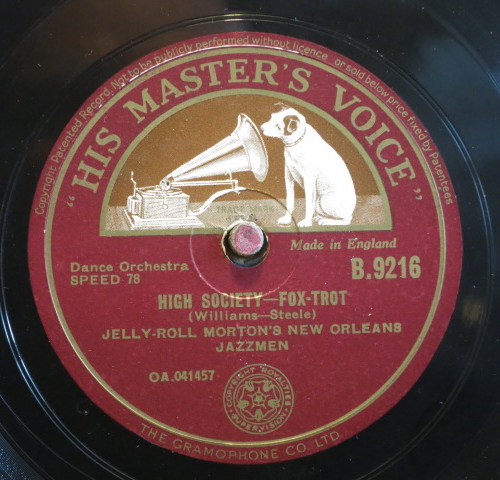 Copyright Patented Record. Not to be publicly performed without licence or sold below price fixed by Patentees
"HIS MASTER'S VOICE"
TRADE MARK
Made in England
Dance Orchestra
SPEED 78
B.9216
HIGH SOCIETY—FOX-TROT
(Williams—Steele)
JELLY-ROLL MORTON'S NEW ORLEANS
JAZZMEN
OA.041457
COPYRIGHT ROYALTIES
SUPERVISION
THE GRAMOPHONE CO LTD.